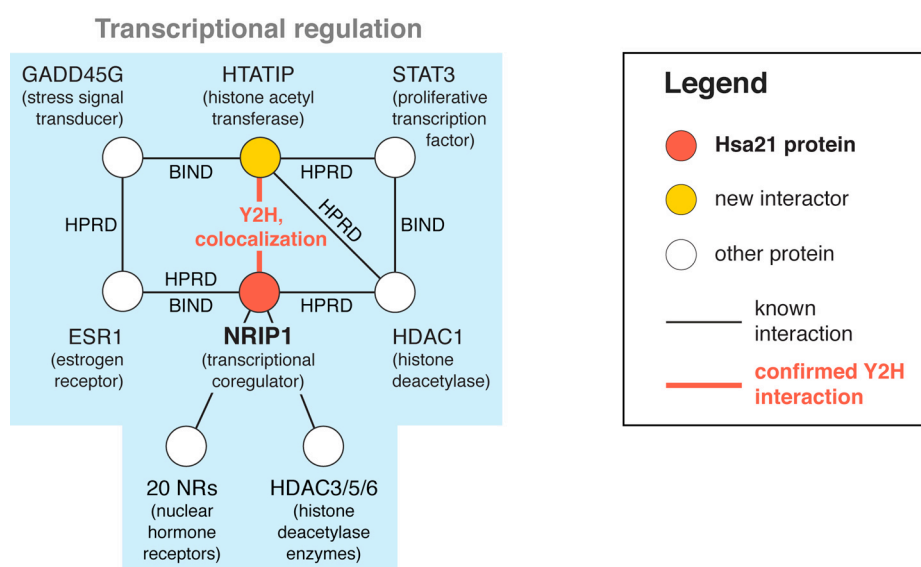 Transcriptional regulation
GADD45G
(stress signal
transducer)
HTATIP
(histone acetyl
transferase)
STAT3
(proliferative
transcription
factor)
BIND
HPRD
HPRD
Y2H,
colocalization
HPRD
BIND
HPRD
BIND
HPRD
ESR1
(estrogen
receptor)
NRIP1
(transcriptional
coregulator)
HDAC1
(histone
deacetylase)
20 NRs
(nuclear
hormone
receptors)
HDAC3/5/6
(histone
deacetylase
enzymes)
Legend
Hsa21 protein
new interactor
other protein
known
interaction
confirmed Y2H
interaction